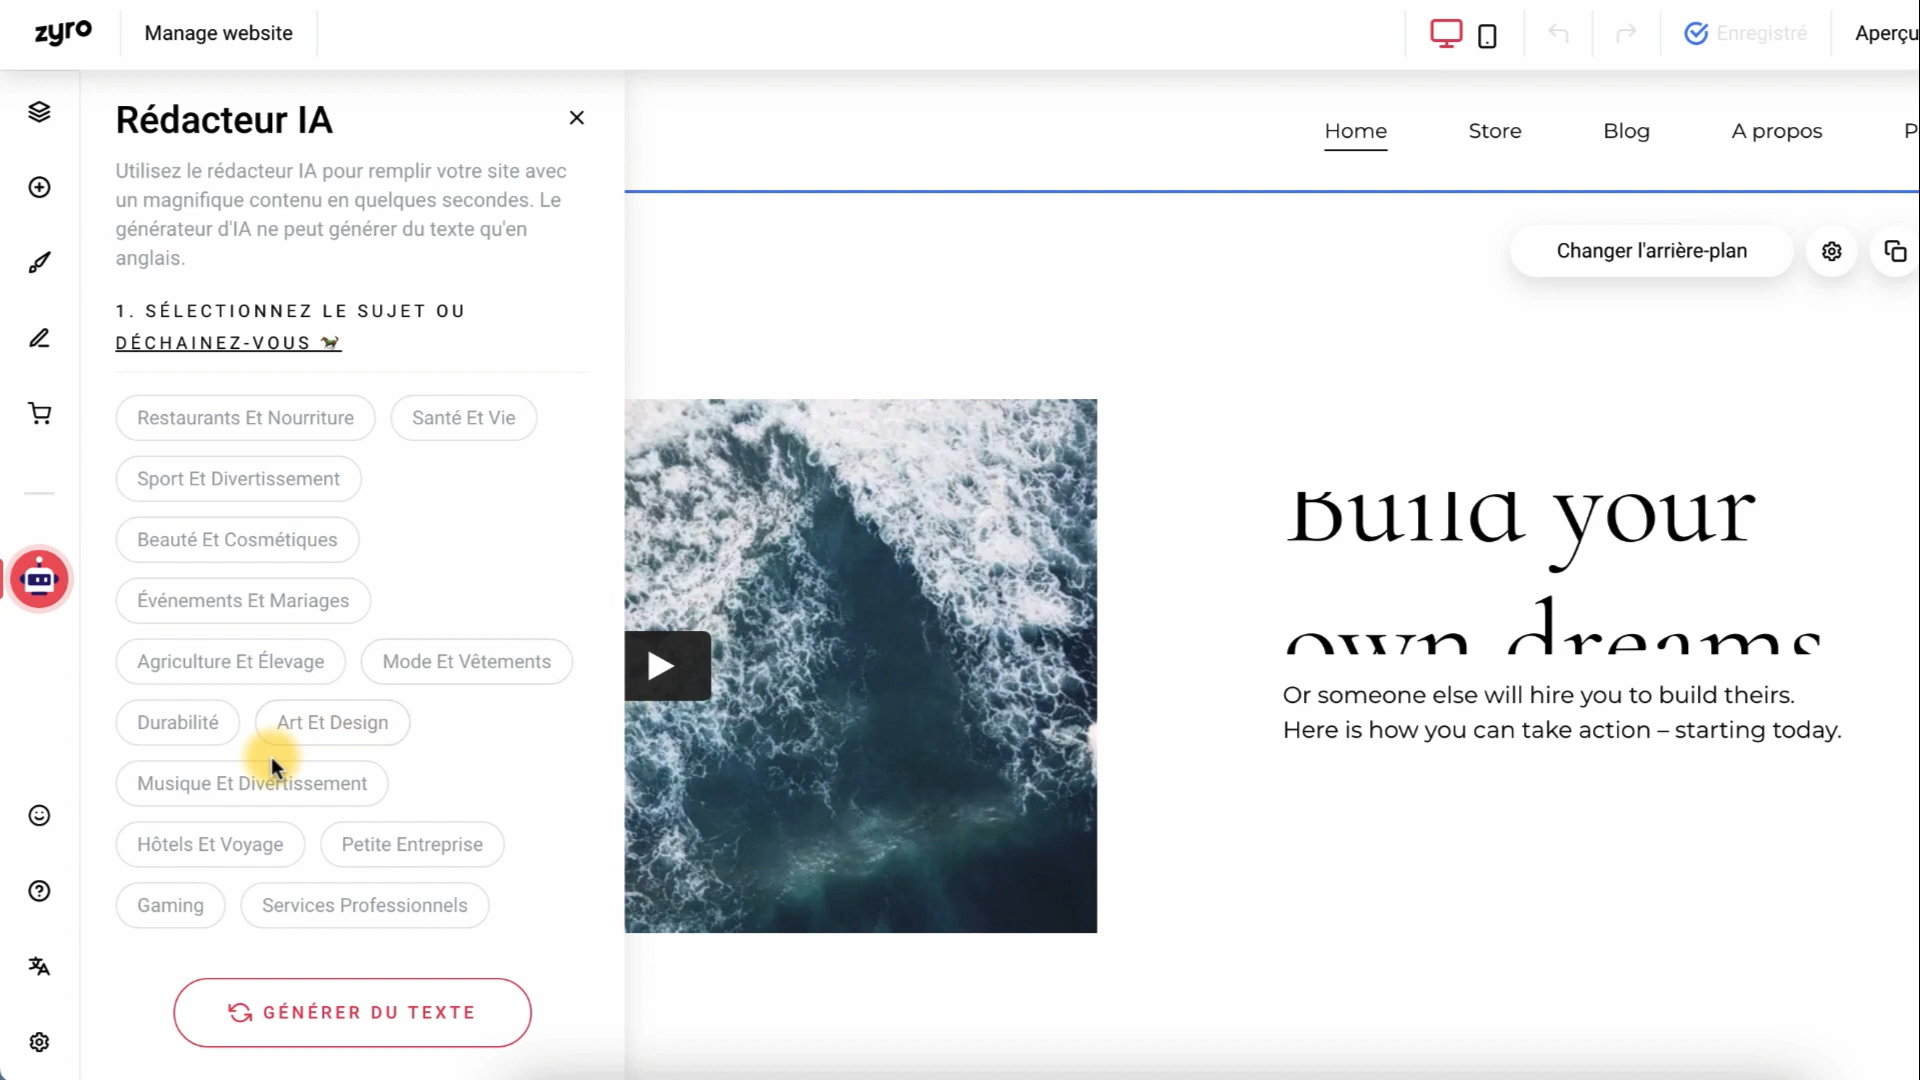 zyro
Manage website
Enregistré
Aperçu
Rédacteur IA
Utilisez le rédacteur IA pour remplir votre site avec
un magnifique contenu en quelques secondes. Le
générateur d'IA ne peut générer du texte qu'en
anglais.
1. SÉLECTIONNEZ LE SUJET OU
DÉCHAINEZ-VOUS
Restaurants Et Nourriture
Santé Et Vie
Sport Et Divertissement
Beauté Et Cosmétiques
Événements Et Mariages
Agriculture Et Élevage
Mode Et Vêtements
Durabilité
Art Et Design
Musique Et Divertissement
Hôtels Et Voyage
Petite Entreprise
Gaming
Services Professionnels
GÉNÉRER DU TEXTE
Home
Store
Blog
A propos
P
Changer l'arrière-plan
Build your
own dreams
Or someone else will hire you to build theirs.
Here is how you can take action – starting today.